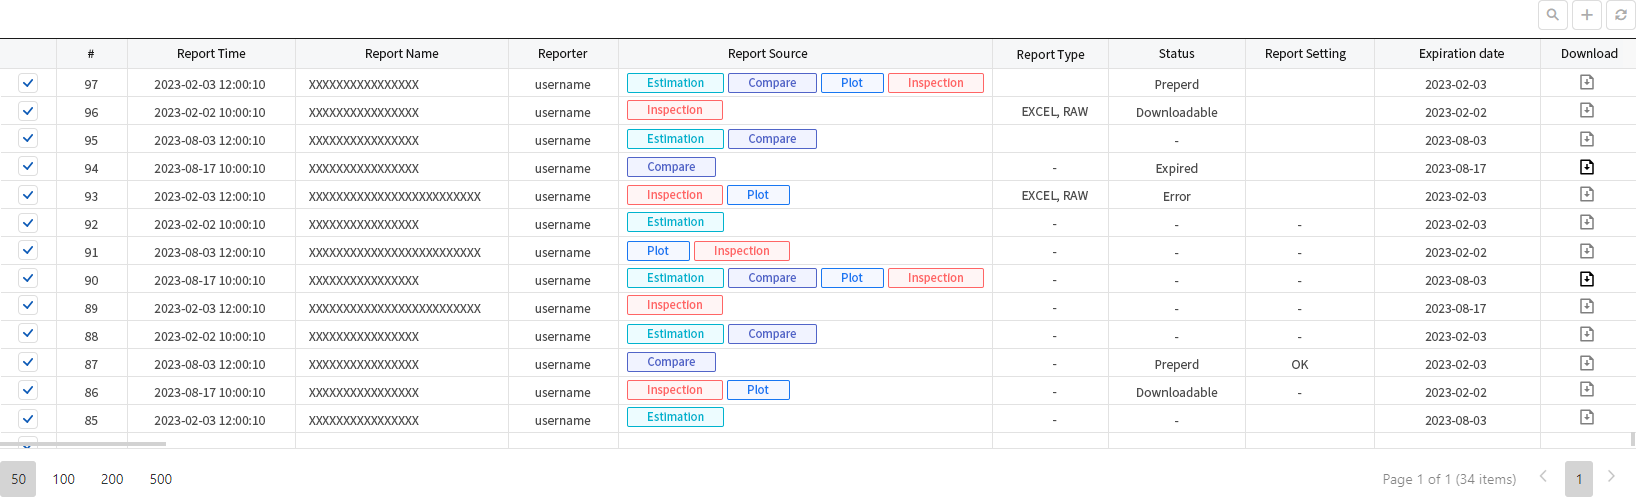 # Report Time Report Name Reporter Report Source Report Type Status Report Setting Expiration date Download
97 2023-02-03 12:00:10 XXXXXXXXXXXXXXXX username Estimation Compare Plot Inspection Preperd 2023-02-03
96 2023-02-02 10:00:10 XXXXXXXXXXXXXXXX username Inspection EXCEL, RAW Downloadable 2023-02-02
95 2023-08-03 12:00:10 XXXXXXXXXXXXXXXX username Estimation Compare - 2023-08-03
94 2023-08-17 10:00:10 XXXXXXXXXXXXXXXX username Compare - Expired 2023-08-17
93 2023-02-03 12:00:10 XXXXXXXXXXXXXXXXXXXXXXXXX username Inspection Plot EXCEL, RAW Error 2023-02-03
92 2023-02-02 10:00:10 XXXXXXXXXXXXXXXX username Estimation - - - 2023-02-03
91 2023-08-03 12:00:10 XXXXXXXXXXXXXXXXXXXXXXXXX username Plot Inspection - - - 2023-02-02
90 2023-08-17 10:00:10 XXXXXXXXXXXXXXXX username Estimation Compare Plot Inspection - - - 2023-08-03
89 2023-02-03 12:00:10 XXXXXXXXXXXXXXXXXXXXXXXXX username Inspection - - - 2023-08-17
88 2023-02-02 10:00:10 XXXXXXXXXXXXXXXX username Estimation Compare - - - 2023-02-03
87 2023-08-03 12:00:10 XXXXXXXXXXXXXXXX username Compare - Preperd OK 2023-02-03
86 2023-08-17 10:00:10 XXXXXXXXXXXXXXXX username Inspection Plot - Downloadable - 2023-02-02
85 2023-02-03 12:00:10 XXXXXXXXXXXXXXXX username Estimation - - 2023-08-03
50 100 200 500 Page 1 of 1 (34 items) 1